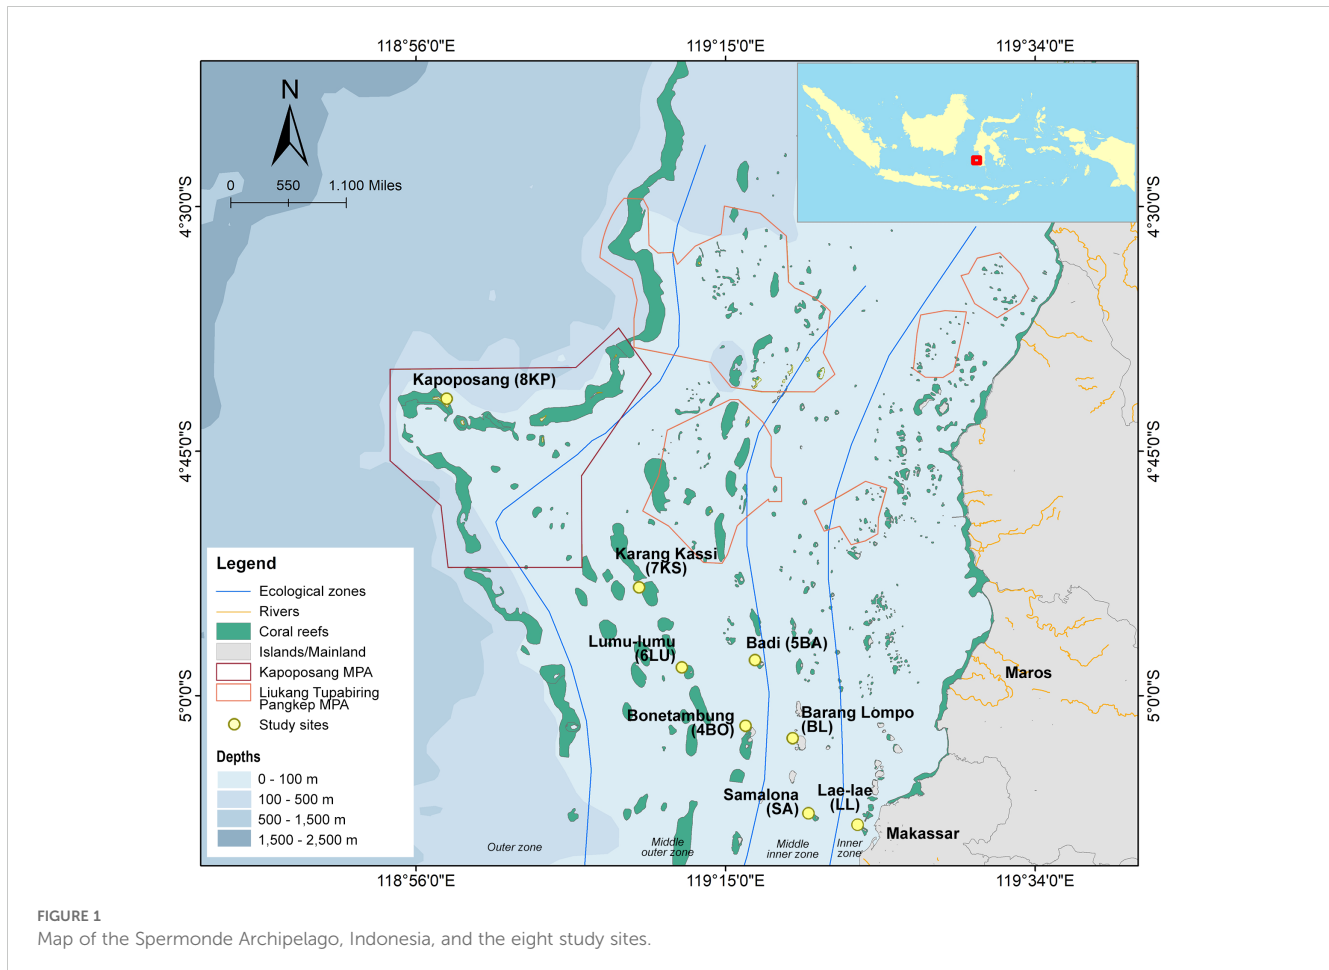 118°56'0"E
119°15'0"E
119°34'0"E
N
0 550 1.100 Miles
4°30'0"S
4°30'0"S
Kapoposang (8KP)
4°45'0"S
4°45'0"S
Karang Kassi
(7KS)
Lumu-lumu
(6LU)
Badi (5BA)
Maros
5°0'0"S
5°0'0"S
Bonetambung
(4BO)
Barang Lompo
(BL)
Samalona
(SA)
Lae-lae
(LL)
Makassar
Outer zone
Middle
outer zone
Middle
inner zone
Inner
zone
Legend
Ecological zones
Rivers
Coral reefs
Islands/Mainland
Kapoposang MPA
Liukang Tupabiring
Pangkep MPA
Study sites
Depths
0 - 100 m
100 - 500 m
500 - 1,500 m
1,500 - 2,500 m
118°56'0"E
119°15'0"E
119°34'0"E
FIGURE 1
Map of the Spermonde Archipelago, Indonesia, and the eight study sites.